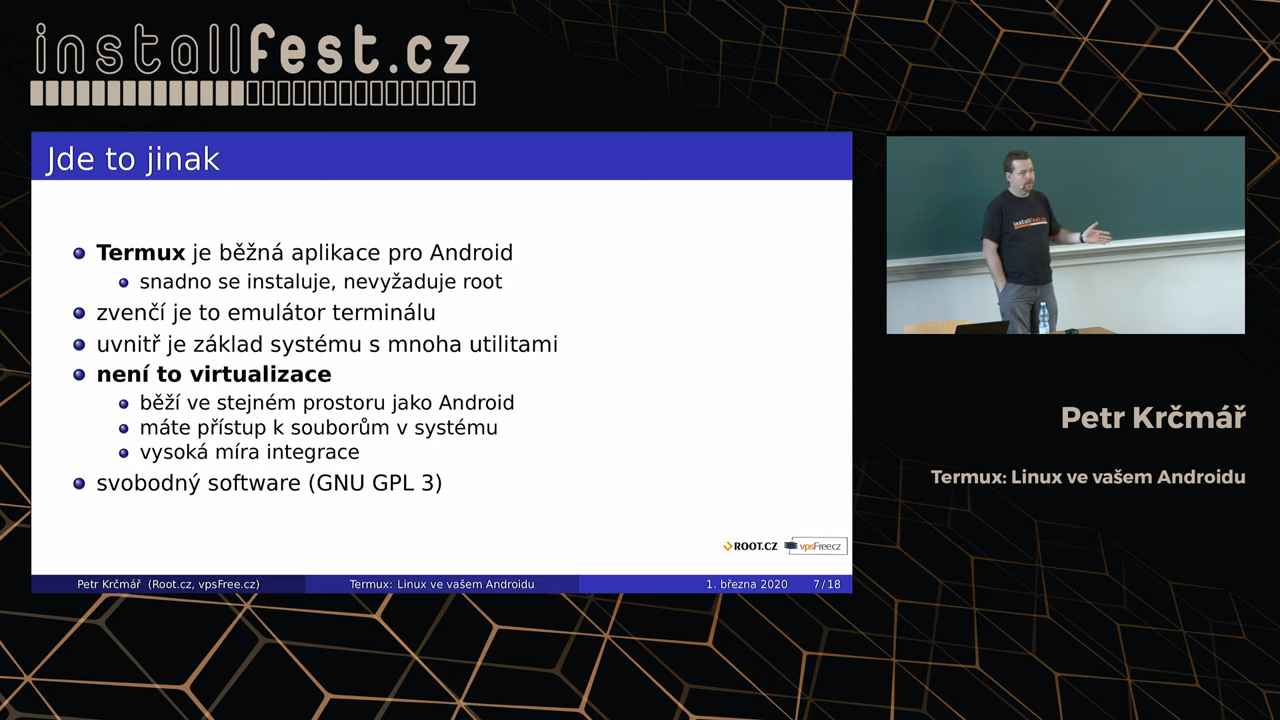 installfest.cz
Jde to jinak
Termux je běžná aplikace pro Android
snadno se instaluje, nevyžaduje root
zvenčí je to emulátor terminálu
uvnitř je základ systému s mnoha utilitami
není to virtualizace
běží ve stejném prostoru jako Android
máte přístup k souborům v systému
vysoká míra integrace
svobodný software (GNU GPL 3)
ROOT.CZ vpsFree.cz
Petr Krčmář (Root.cz, vpsFree.cz) Termux: Linux ve vašem Androidu 1. března 2020 7/18
installfest.cz
Petr Krčmář
Termux: Linux ve vašem Androidu